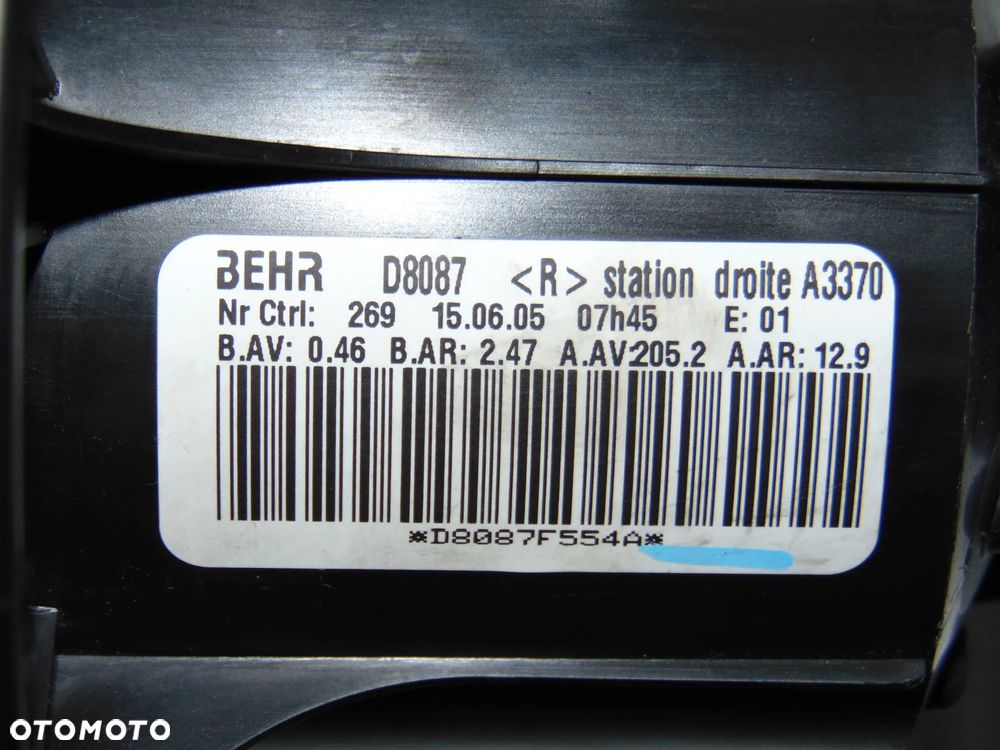 BEHR D8087 <R> station droite A3370
Nr Ctrl: 269 15.06.05 07h45 E: 01
B.AV: 0.46 B.AR: 2.47 A.AV:205.2 A.AR: 12.9
*D8087F554A*
OTOMOTO